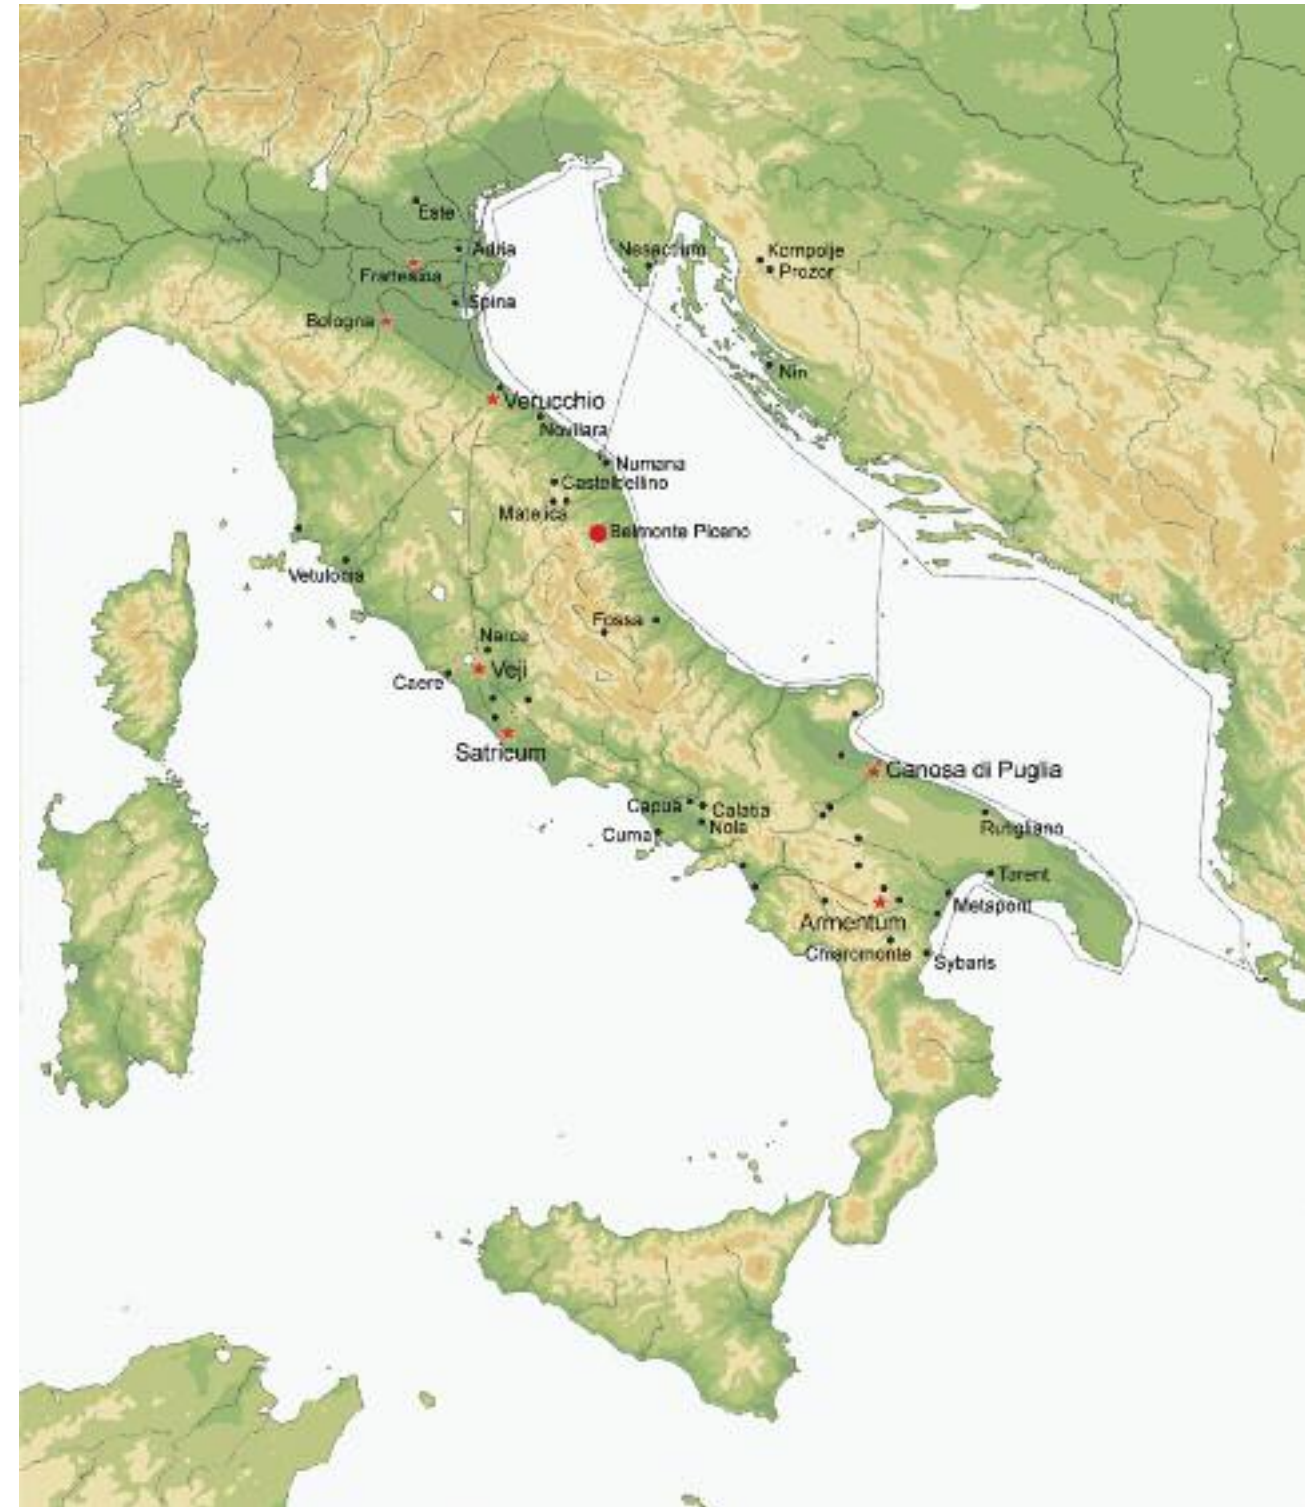 Este
Adria
Frattesina
Spina
Bologna
Nesactium
Kompolje
Prozor
Nin
Verucchio
Novilara
Numana
Castelbellino
Matelica
Belmonte Piceno
Vetulonia
Fossa
Narce
Veji
Caere
Satricum
Canosa di Puglia
Capua
Calatia
Nola
Cuma
Rutigliano
Tarent
Metapont
Armentum
Chiaromonte
Sybaris